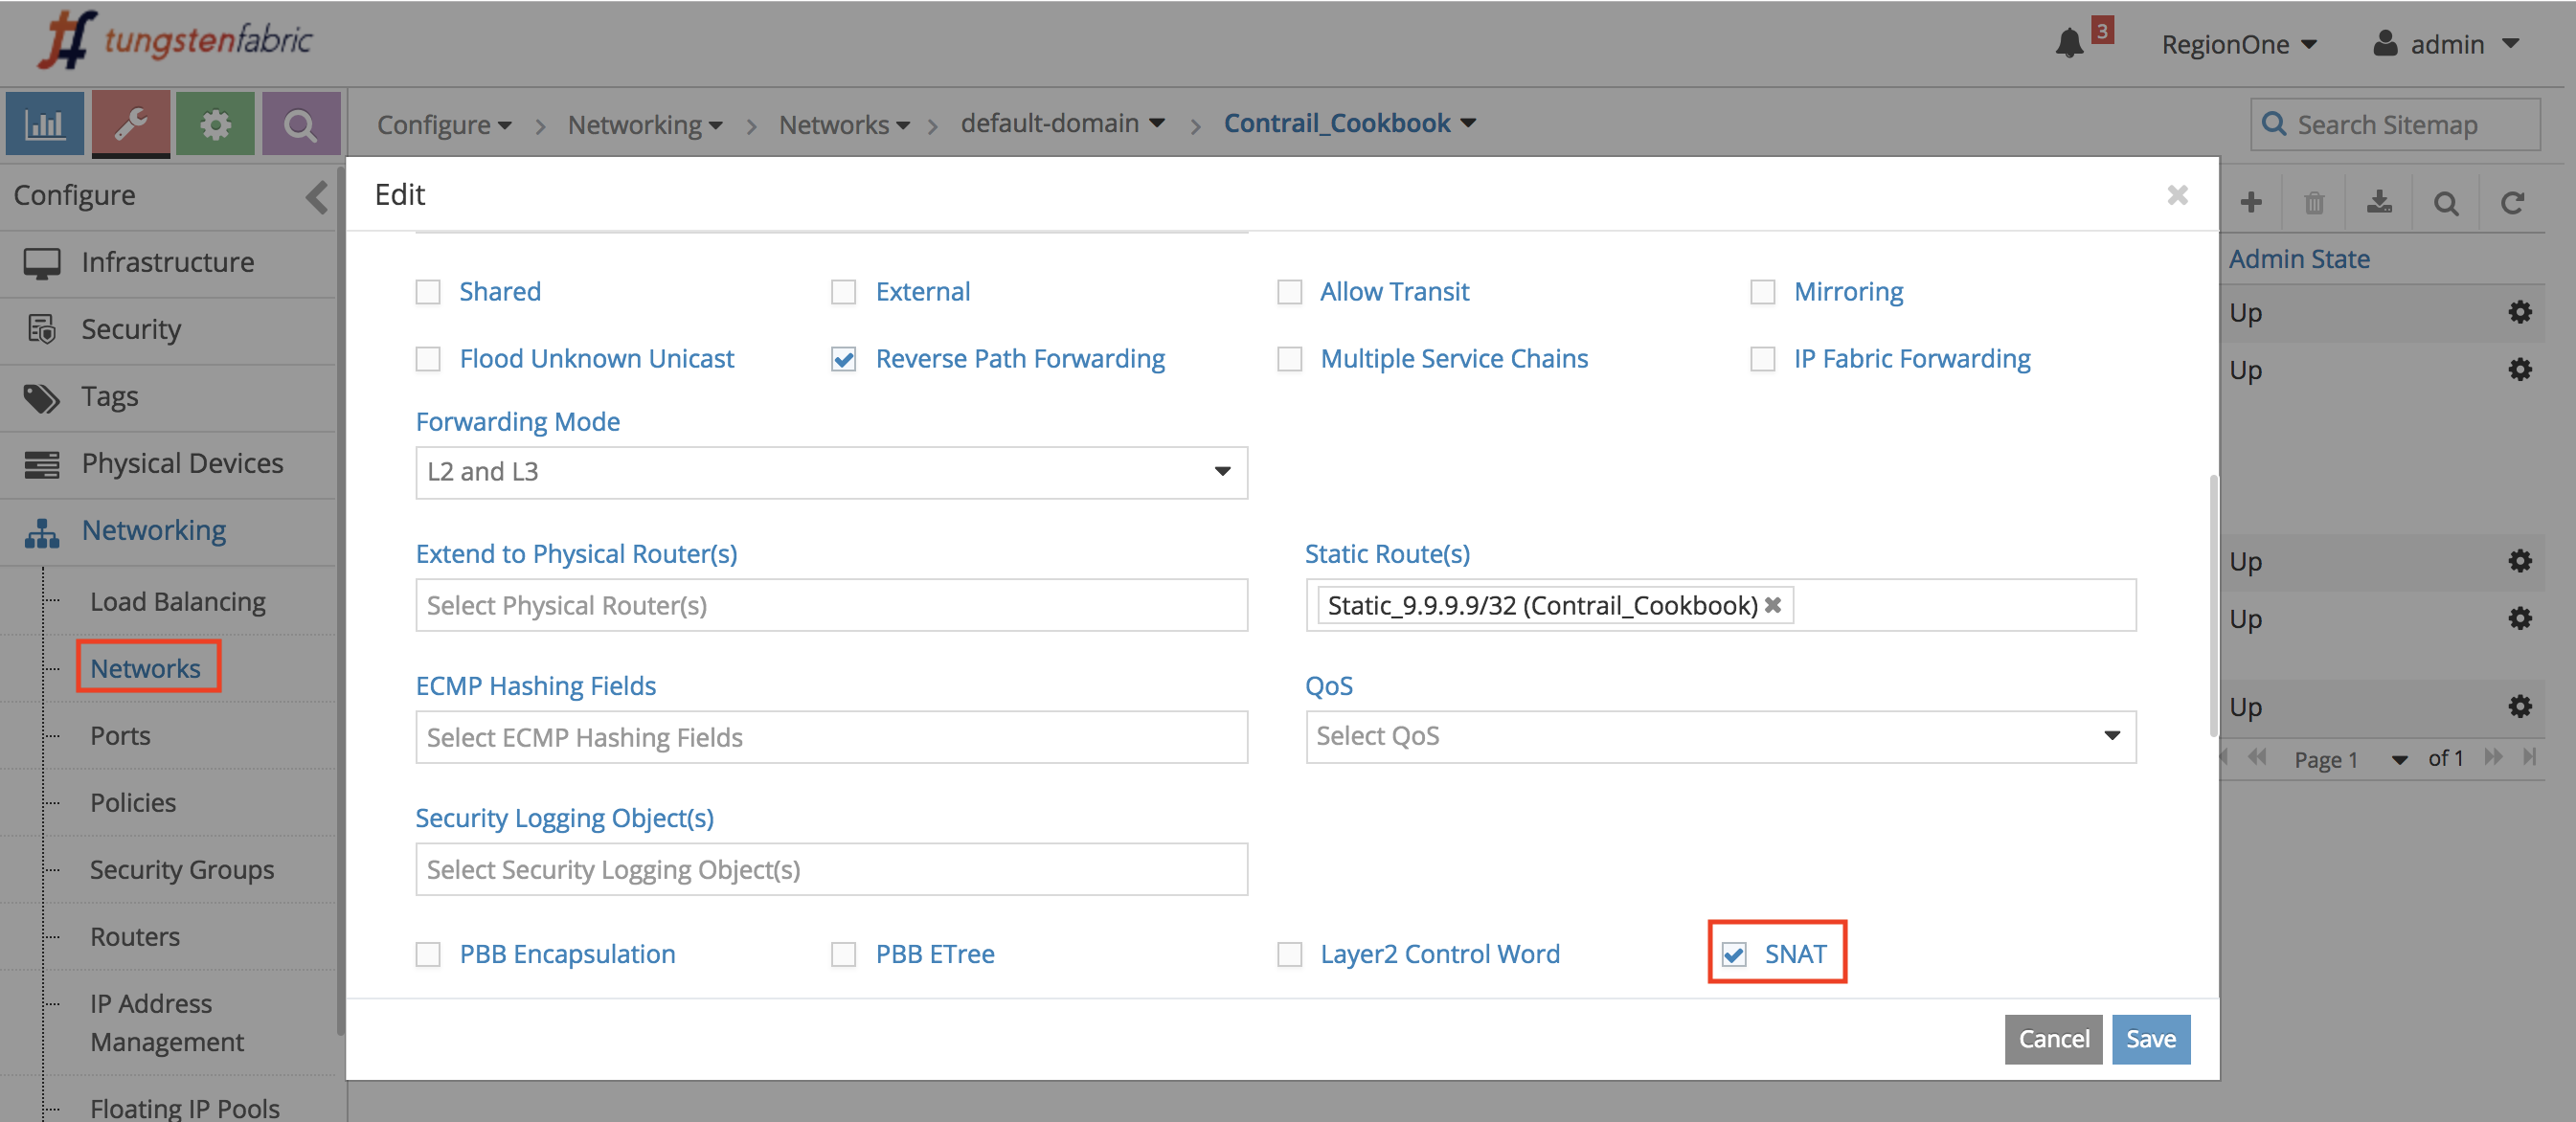 tungstenfabric
3
RegionOne
admin
Configure > Networking > Networks > default-domain > Contrail_Cookbook
Search Sitemap
Configure
Infrastructure
Security
Tags
Physical Devices
Networking
Load Balancing
Networks
Ports
Policies
Security Groups
Routers
IP Address
Management
Floating IP Pools
Edit
Shared
External
Allow Transit
Mirroring
Flood Unknown Unicast
Reverse Path Forwarding
Multiple Service Chains
IP Fabric Forwarding
Forwarding Mode
L2 and L3
Extend to Physical Router(s)
Select Physical Router(s)
Static Route(s)
Static_9.9.9.9/32 (Contrail_Cookbook)
ECMP Hashing Fields
Select ECMP Hashing Fields
QoS
Select QoS
Security Logging Object(s)
Select Security Logging Object(s)
PBB Encapsulation
PBB ETree
Layer2 Control Word
SNAT
Cancel
Save
Admin State
Up
Up
Up
Up
Up
Page 1 of 1